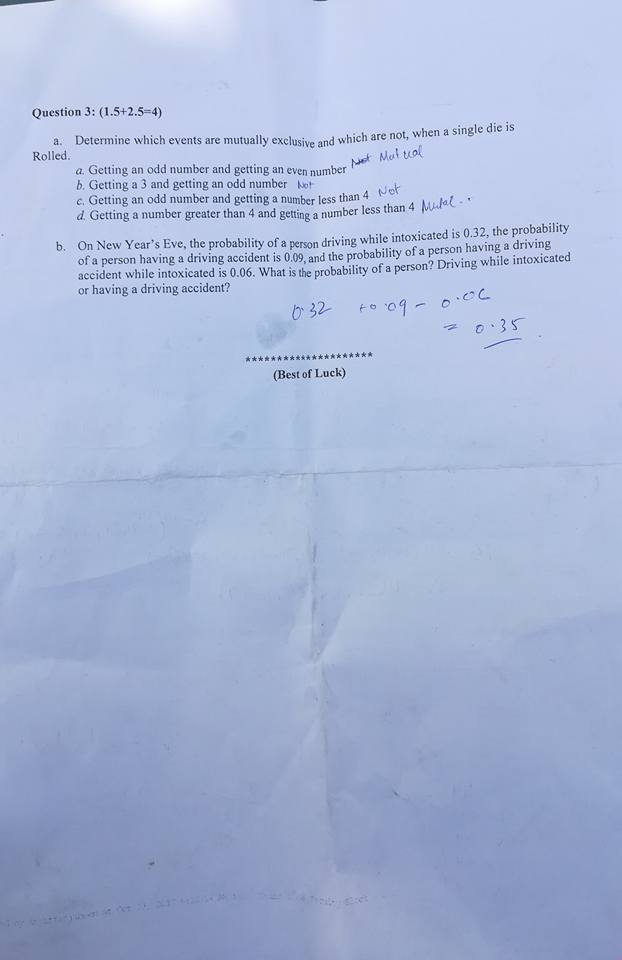 Question 3: (1.5+2.5=4)
a. Determine which events are mutually exclusive and which are not, when a single die is
Rolled.
a. Getting an odd number and getting an even number Not Mutual
b. Getting a 3 and getting an odd number Not
c. Getting an odd number and getting a number less than 4 Not
d. Getting a number greater than 4 and getting a number less than 4
b. On New Year's Eve, the probability of a person driving while intoxicated is 0.32, the probability
of a person having a driving accident is 0.09, and the probability of a person having a driving
accident while intoxicated is 0.06. What is the probability of a person? Driving while intoxicated
or having a driving accident?
0.32 + 0.09 - 0.06
= 0.35
*********************
(Best of Luck)